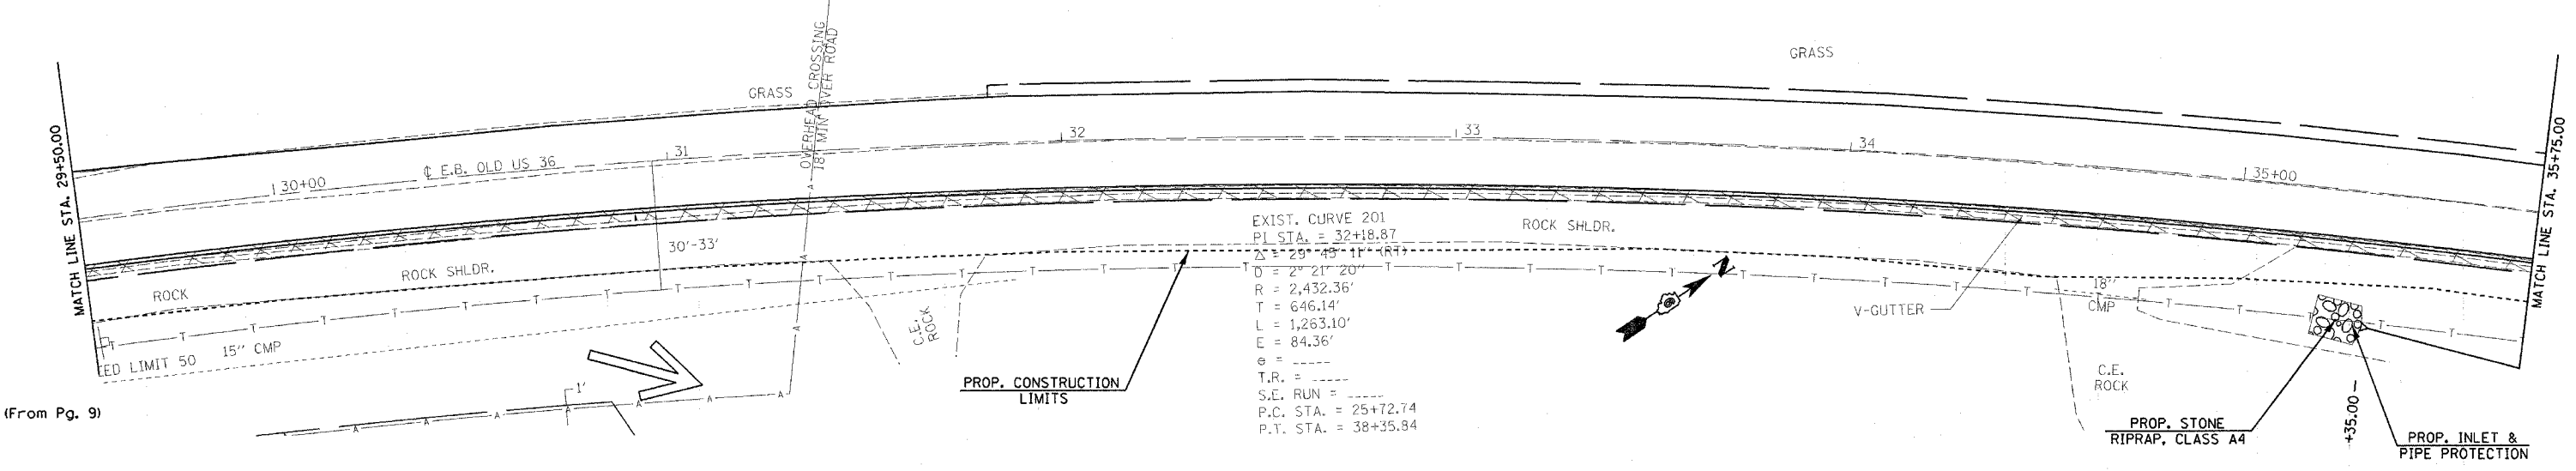 MATCH LINE STA. 29+50.00
GRASS
OVERHEAD CROSSING
18' MIN OVER ROAD
GRASS
MATCH LINE STA. 35+75.00
30+00
℄ E.B. OLD US 36
31
32
33
34
35+00
30'-33'
ROCK SHLDR.
ROCK
ROCK SHLDR.
EXIST. CURVE 201
PI STA. = 32+18.87
Δ = 29° 45' 11" (RT)
D = 2° 21' 20"
R = 2,432.36'
T = 646.14'
L = 1,263.10'
E = 84.36'
e = -----
T.R. = -----
S.E. RUN = -----
P.C. STA. = 25+72.74
P.T. STA. = 38+35.84
N
V-GUTTER
18"
CMP
EED LIMIT 50
15" CMP
C.E.
ROCK
PROP. CONSTRUCTION
LIMITS
1'
(From Pg. 9)
C.E.
ROCK
PROP. STONE
RIPRAP, CLASS A4
+35.00
PROP. INLET &
PIPE PROTECTION
T T T T T T T T T T T T T T T T T T T T T T T T T T T T T T T T T T
A A A A A A A A